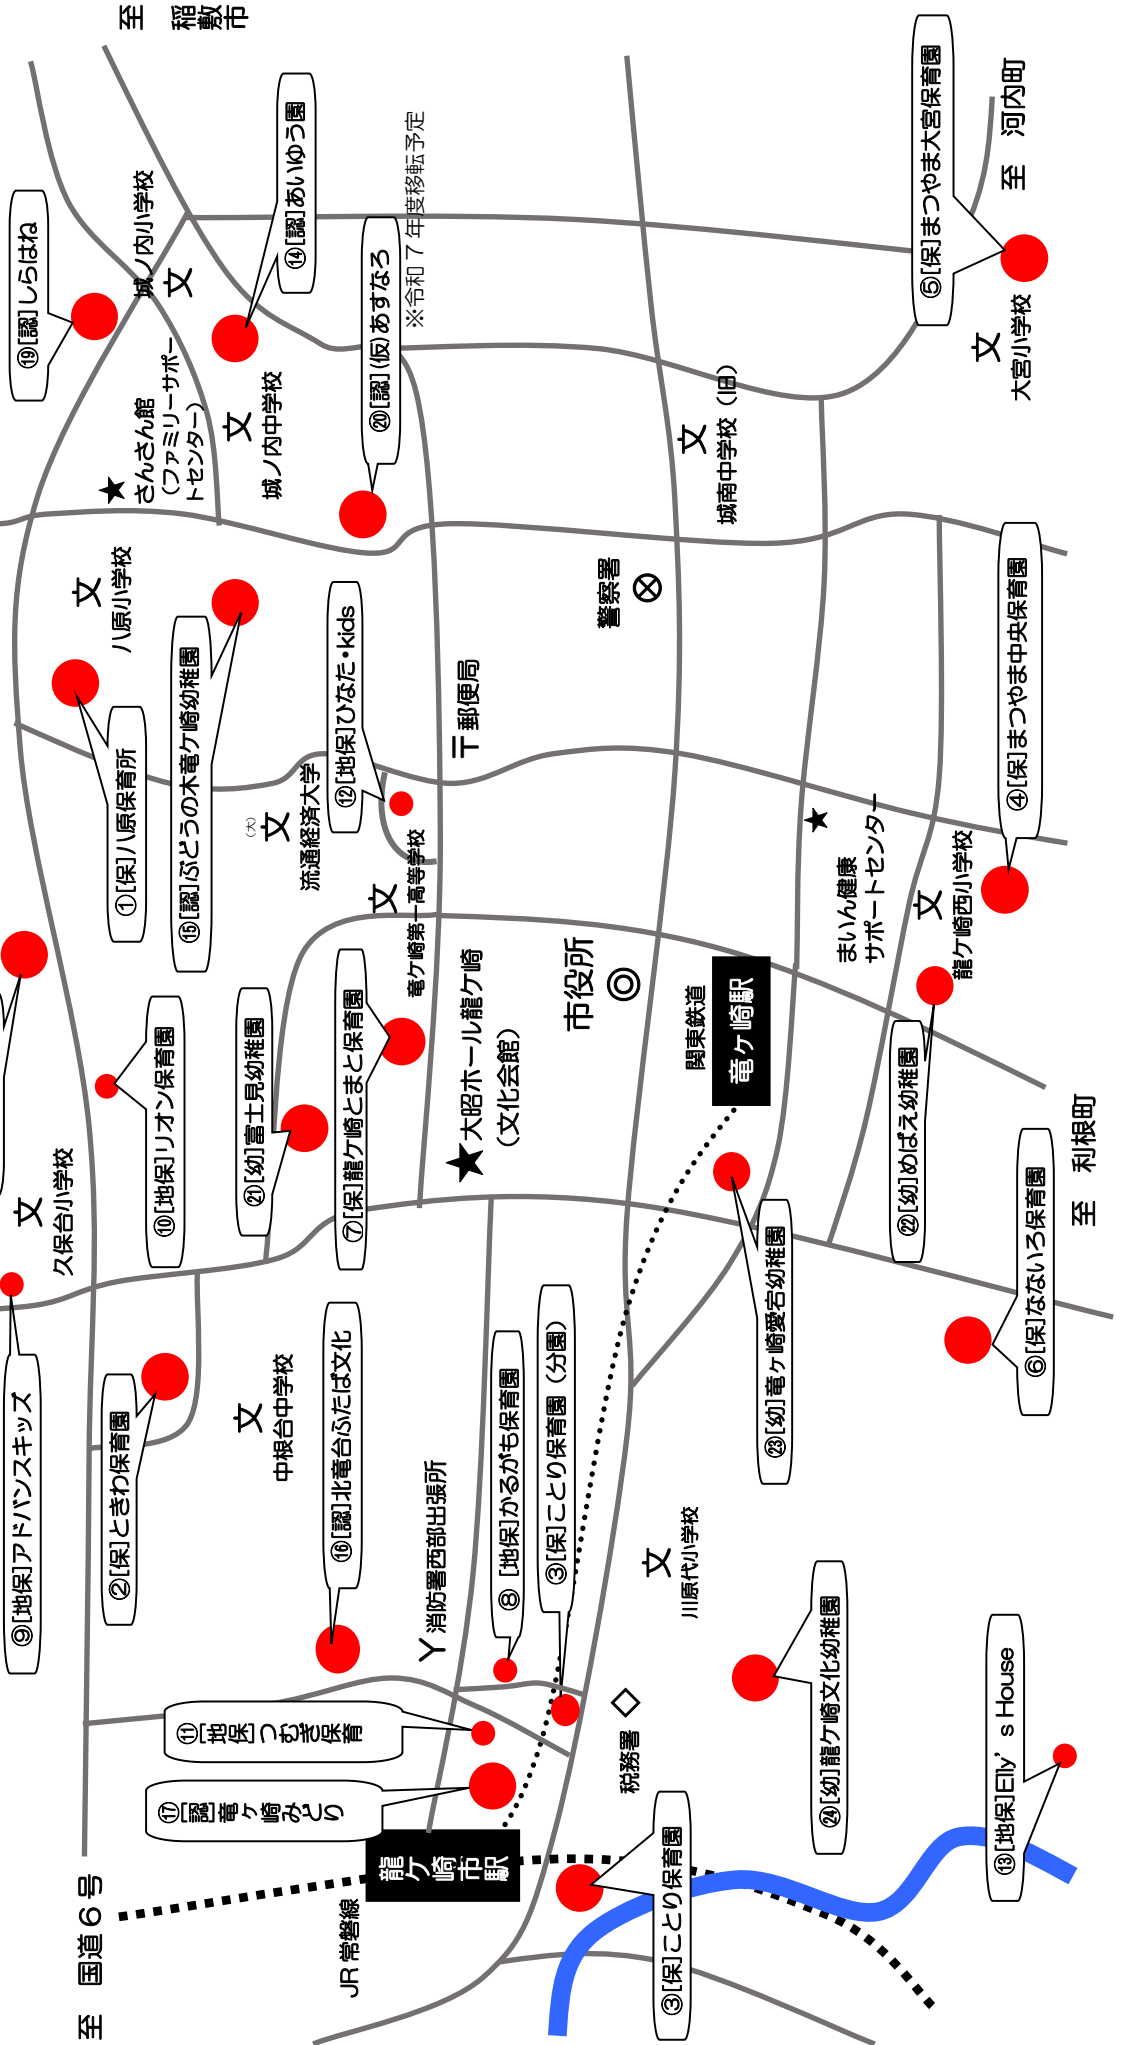 至　稲敷市
⑲[認]しらはね
城ノ内小学校
文
⑭[認]あいゆう園
⑳[認](仮)あすなろ
※令和７年度移転予定
⑤[保]まつやま大宮保育園
至　河内町
文
大宮小学校
さんさん館
（ファミリーサポー
トセンター）
文
城ノ内中学校
文
城南中学校（旧）
文
八原小学校
①[保]八原保育所
⑮[認]ぶどうの木竜ケ崎幼稚園
⑫[地保]ひなた・kids
〒郵便局
警察署
④[保]まつやま中央保育園
（大）
文
流通経済大学
文
竜ケ崎第一高等学校
まいん健康
サポートセンター
文
龍ケ崎西小学校
⑩[地保]リオン保育園
㉑[幼]富士見幼稚園
⑦[保]龍ケ崎とまと保育園
★大昭ホール龍ケ崎
（文化会館）
市役所
関東鉄道
竜ヶ崎駅
㉒[幼]めばえ幼稚園
⑥[保]なないろ保育園
至　利根町
文
久保台小学校
⑨[地保]アドバンスキッズ
②[保]ときわ保育園
文
中根台中学校
⑯[認]北竜台ふたば文化
消防署西部出張所
⑧ [地保]かるがも保育園
③[保]ことり保育園（分園）
㉓[幼]竜ヶ崎愛宕幼稚園
文
川原代小学校
⑪[地保]つむぎ保育
⑰[認]竜ヶ崎みどり
税務署
㉔[幼]龍ケ崎文化幼稚園
⑬[地保]Elly’s House
至　国道６号
JR常磐線
龍ケ崎市駅
③[保]ことり保育園